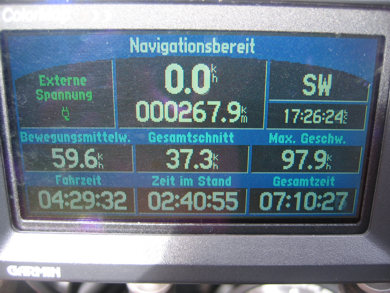 Navigationsbereit
Externe
Spannung
0.0 k/h
000267.9 km
SW
17:26:24
Bewegungsmittelw. Gesamtschnitt Max. Geschw.
59.6 k/h 37.3 k/h 97.9 k/h
Fahrzeit Zeit im Stand Gesamtzeit
04:29:32 02:40:55 07:10:27
GARMIN